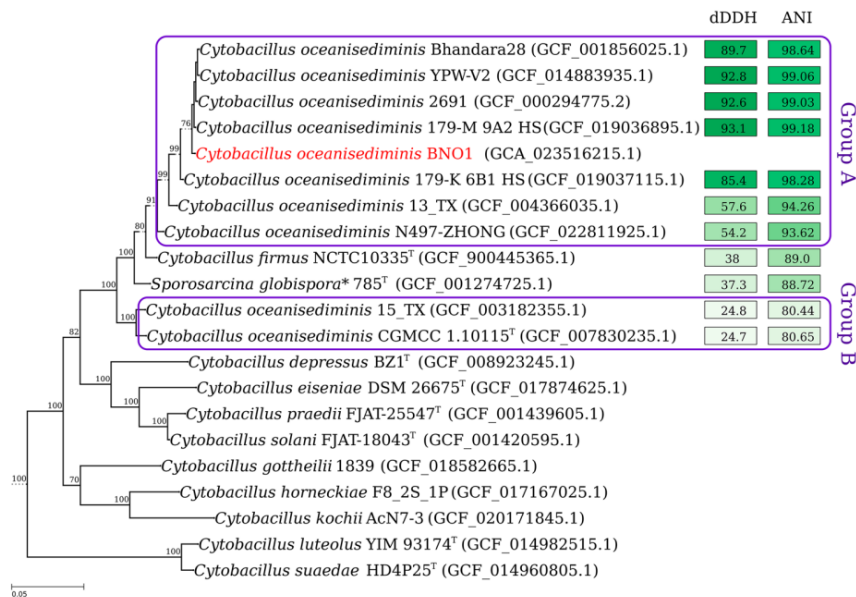 dDDH ANI
Cytobacillus oceanisediminis Bhandara28 (GCF_001856025.1) 89.7 98.64
Cytobacillus oceanisediminis YPW-V2 (GCF_014883935.1) 92.8 99.06
Cytobacillus oceanisediminis 2691 (GCF_000294775.2) 92.6 99.03
76 Cytobacillus oceanisediminis 179-M 9A2 HS(GCF_019036895.1) 93.1 99.18
Cytobacillus oceanisediminis BNO1 (GCA_023516215.1)
99 Cytobacillus oceanisediminis 179-K 6B1 HS(GCF_019037115.1) 85.4 98.28
99 Cytobacillus oceanisediminis 13_TX (GCF_004366035.1) 57.6 94.26
91 Cytobacillus oceanisediminis N497-ZHONG (GCF_022811925.1) 54.2 93.62
Group A
80 Cytobacillus firmus NCTC10335ᵀ (GCF_900445365.1) 38 89.0
100 Sporosarcina globispora* 785ᵀ (GCF_001274725.1) 37.3 88.72
100 Cytobacillus oceanisediminis 15_TX (GCF_003182355.1) 24.8 80.44
100 Cytobacillus oceanisediminis CGMCC 1.10115ᵀ (GCF_007830235.1) 24.7 80.65
Group B
82 Cytobacillus depressus BZ1ᵀ (GCF_008923245.1)
100 Cytobacillus eiseniae DSM 26675ᵀ (GCF_017874625.1)
100 Cytobacillus praedii FJAT-25547ᵀ (GCF_001439605.1)
100 100 Cytobacillus solani FJAT-18043ᵀ (GCF_001420595.1)
Cytobacillus gottheilii 1839 (GCF_018582665.1)
100 70 Cytobacillus horneckiae F8_2S_1P(GCF_017167025.1)
100 Cytobacillus kochii AcN7-3 (GCF_020171845.1)
Cytobacillus luteolus YIM 93174ᵀ (GCF_014982515.1)
100 Cytobacillus suaedae HD4P25ᵀ (GCF_014960805.1)
0.05